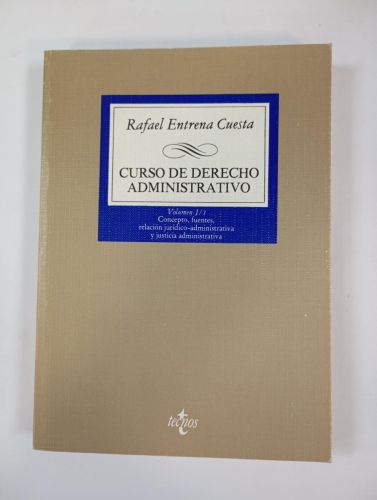 Rafael Entrena Cuesta
CURSO DE DERECHO
ADMINISTRATIVO
Volumen I/1
Concepto, fuentes,
relación jurídico-administrativa
y justicia administrativa
tecnos